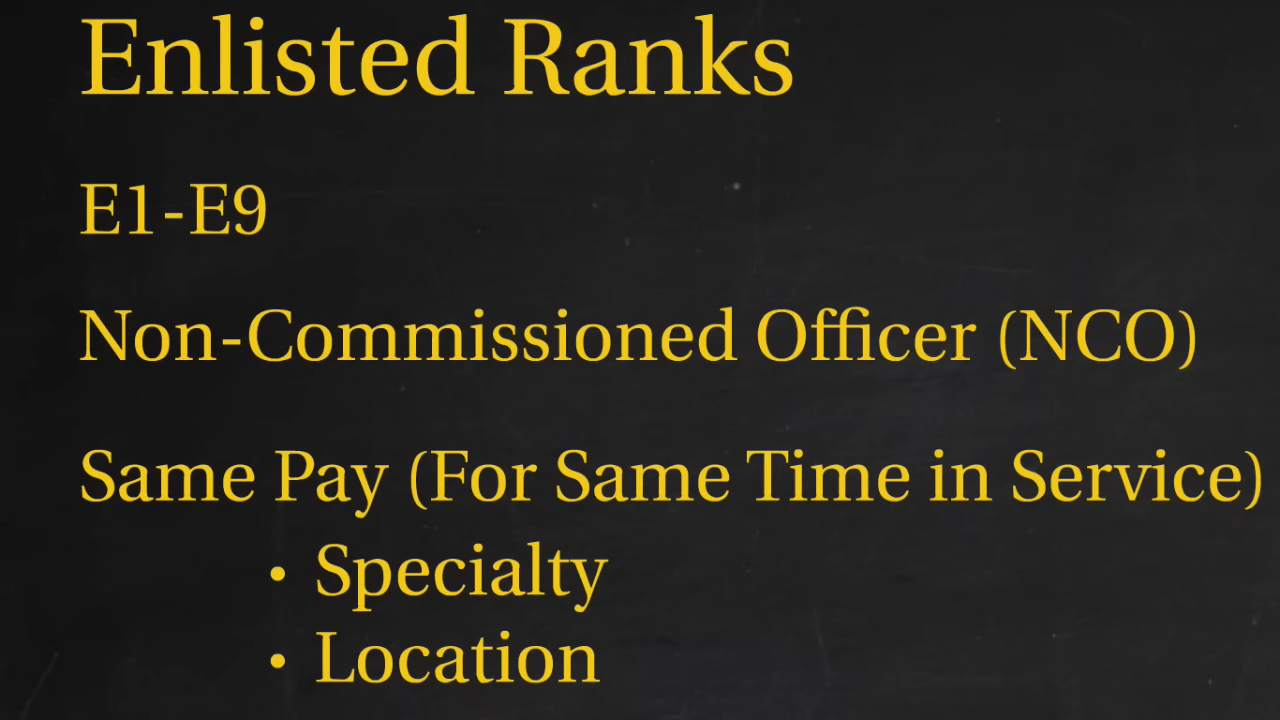 Enlisted Ranks
E1-E9
Non-Commissioned Officer (NCO)
Same Pay (For Same Time in Service)
• Specialty
• Location